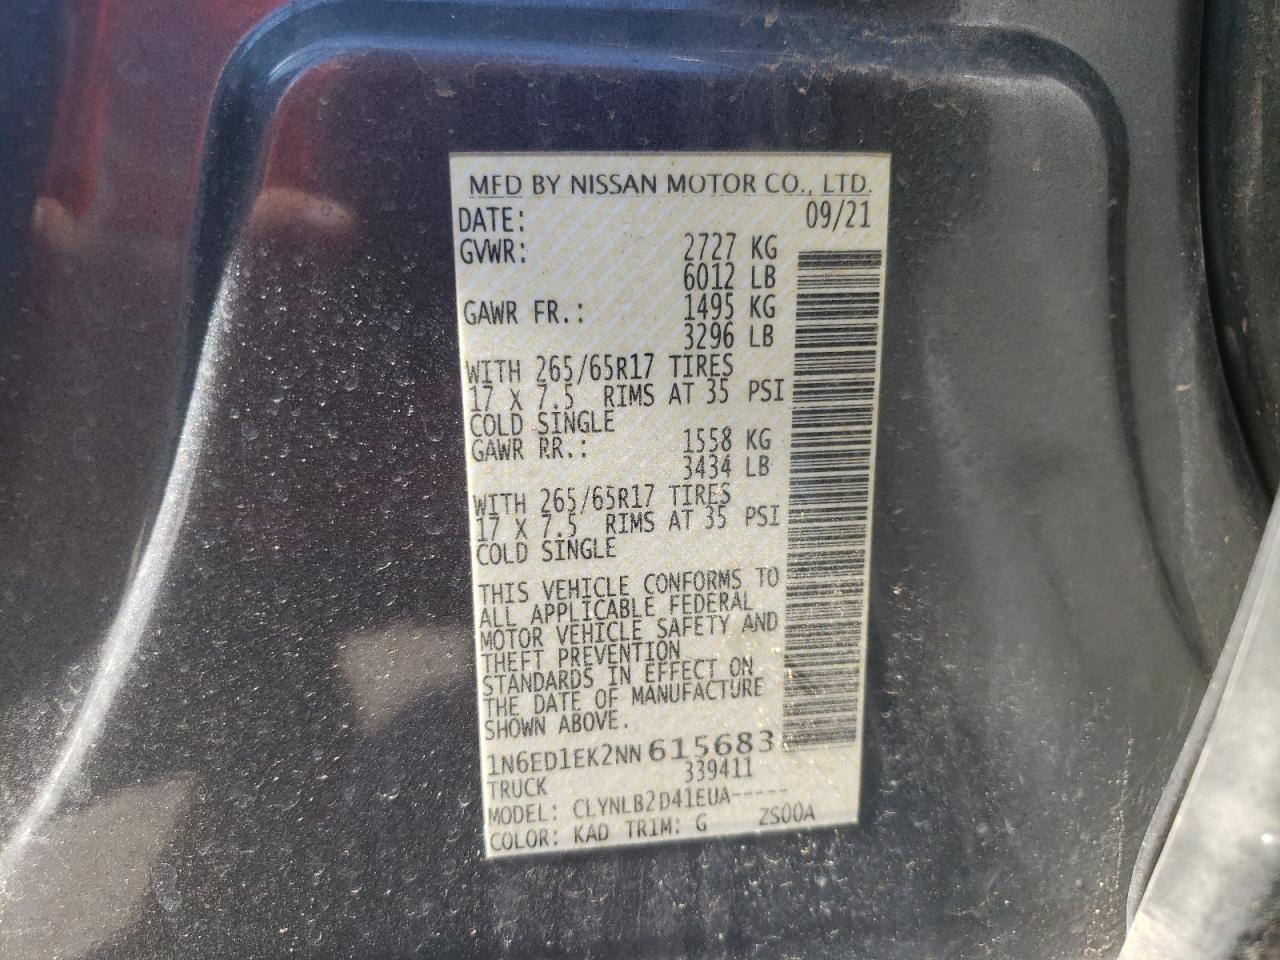 MFD BY NISSAN MOTOR CO., LTD.
DATE: 09/21
GVWR: 2727 KG
6012 LB
GAWR FR.: 1495 KG
3296 LB
WITH 265/65R17 TIRES
17 X 7.5 RIMS AT 35 PSI
COLD SINGLE
GAWR RR.: 1558 KG
3434 LB
WITH 265/65R17 TIRES
17 X 7.5 RIMS AT 35 PSI
COLD SINGLE
THIS VEHICLE CONFORMS TO
ALL APPLICABLE FEDERAL
MOTOR VEHICLE SAFETY AND
THEFT PREVENTION
STANDARDS IN EFFECT ON
THE DATE OF MANUFACTURE
SHOWN ABOVE.
1N6ED1EK2NN615683
TRUCK 339411
MODEL: CLYNLB2D41EUA-----
COLOR: KAD TRIM: G ZS00A